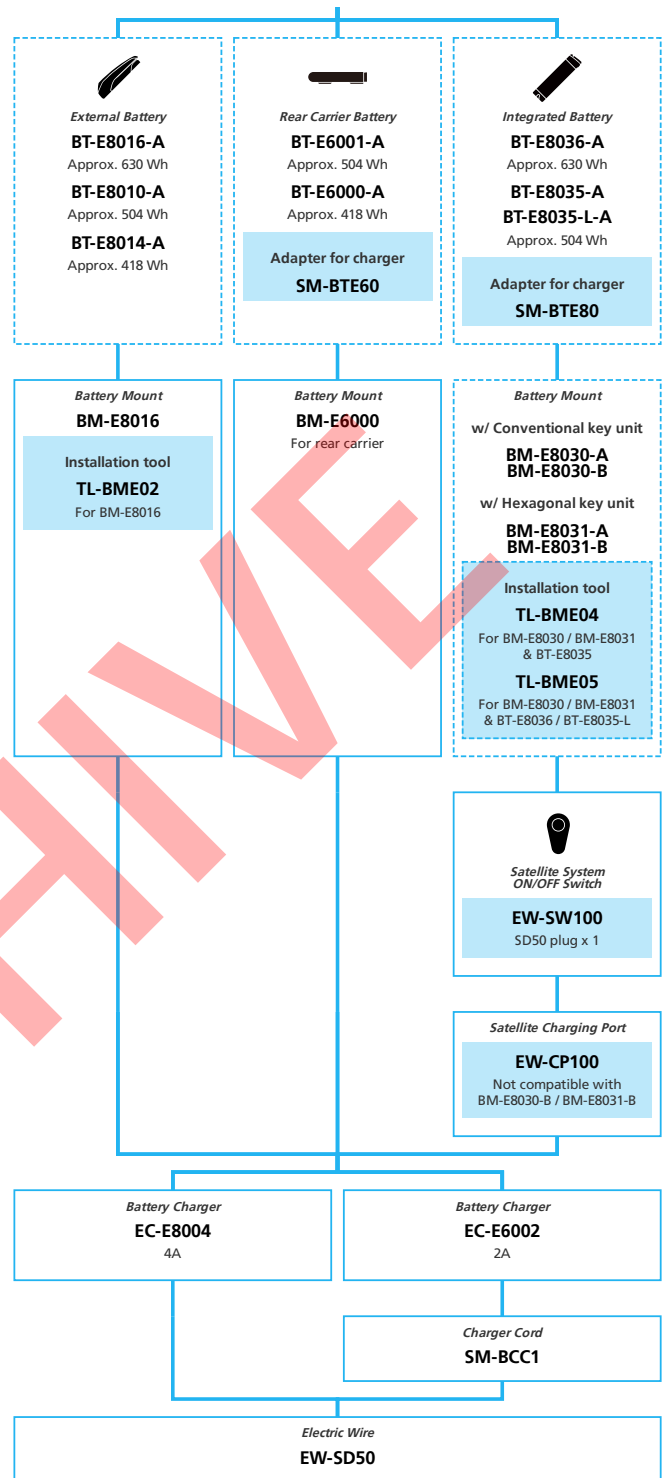 External Battery
BT-E8016-A
Approx. 630 Wh
BT-E8010-A
Approx. 504 Wh
BT-E8014-A
Approx. 418 Wh
Rear Carrier Battery
BT-E6001-A
Approx. 504 Wh
BT-E6000-A
Approx. 418 Wh
Adapter for charger
SM-BTE60
Integrated Battery
BT-E8036-A
Approx. 630 Wh
BT-E8035-A
BT-E8035-L-A
Approx. 504 Wh
Adapter for charger
SM-BTE80
Battery Mount
BM-E8016
Installation tool
TL-BME02
For BM-E8016
Battery Mount
BM-E6000
For rear carrier
Battery Mount
w/ Conventional key unit
BM-E8030-A
BM-E8030-B
w/ Hexagonal key unit
BM-E8031-A
BM-E8031-B
Installation tool
TL-BME04
For BM-E8030 / BM-E8031
& BT-E8035
TL-BME05
For BM-E8030 / BM-E8031
& BT-E8036 / BT-E8035-L
Satellite System
ON/OFF Switch
EW-SW100
SD50 plug x 1
Satellite Charging Port
EW-CP100
Not compatible with
BM-E8030-B / BM-E8031-B
Battery Charger
EC-E8004
4A
Battery Charger
EC-E6002
2A
Charger Cord
SM-BCC1
Electric Wire
EW-SD50
HIVE